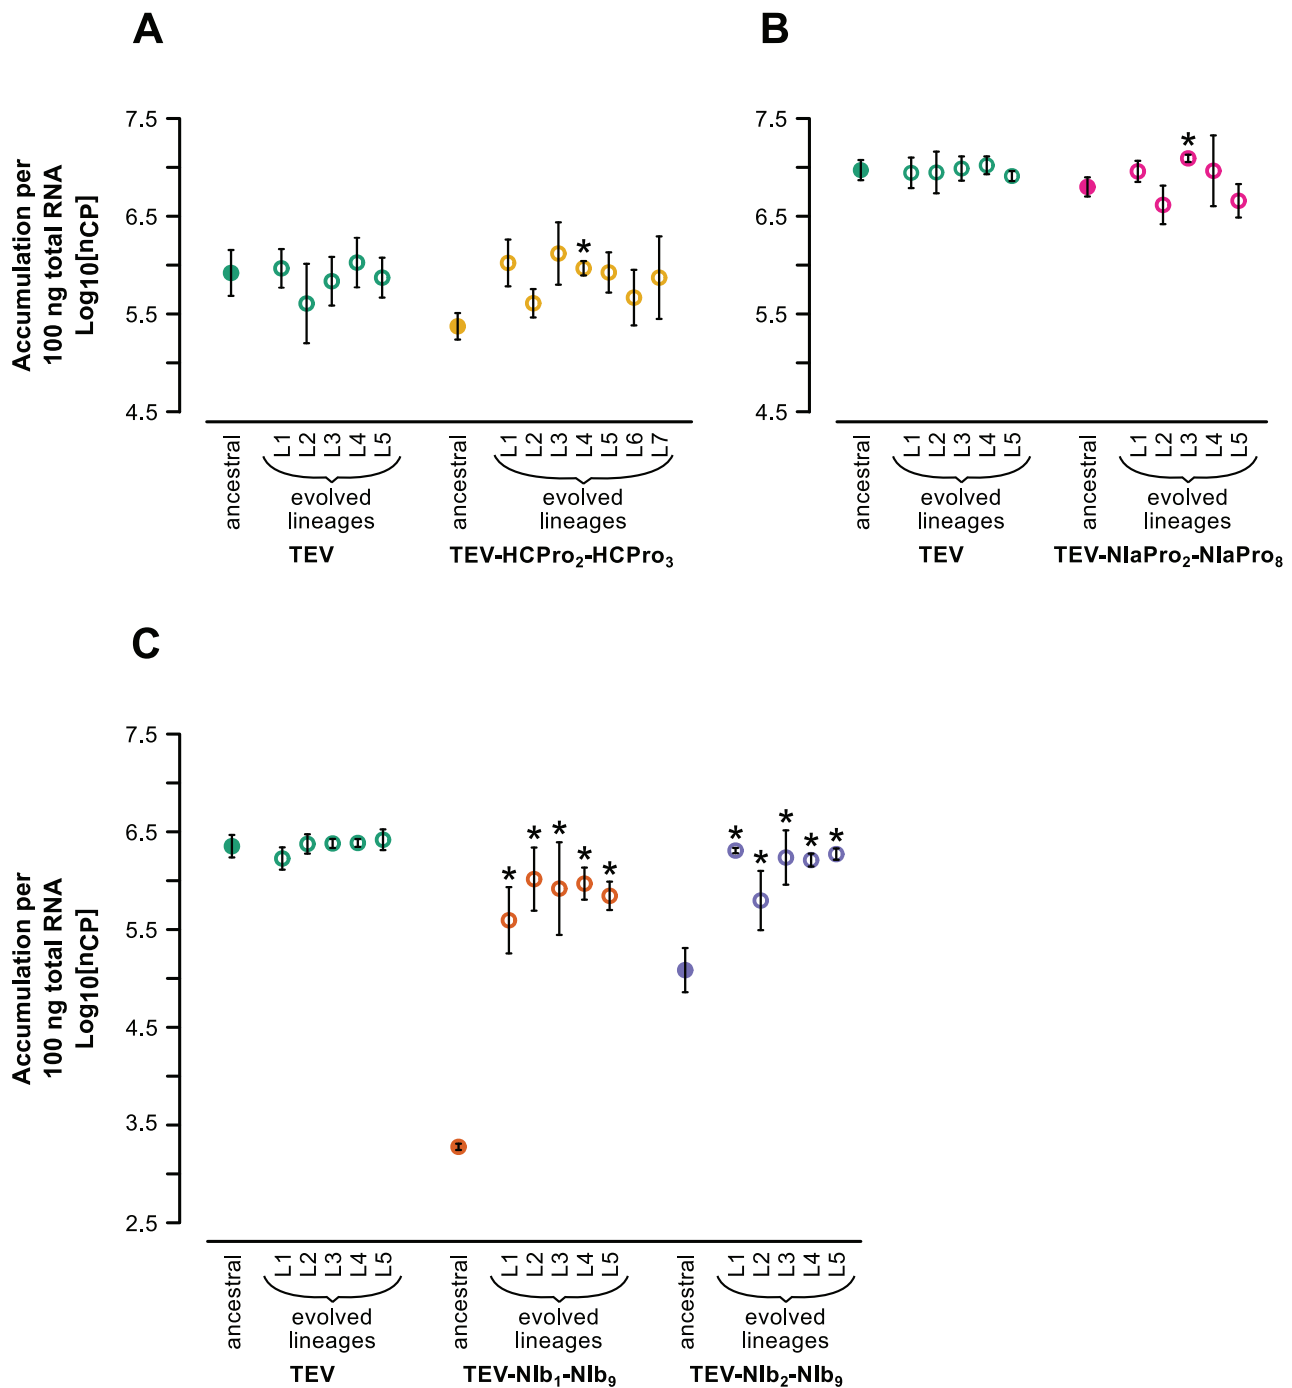 A
Accumulation per
100 ng total RNA
Log10[nCP]
7.5
6.5
5.5
4.5
*
ancestral
L1
L2
L3
L4
L5
evolved
lineages
TEV
ancestral
L1
L2
L3
L4
L5
L6
L7
evolved
lineages
TEV-HCPro2-HCPro3
B
7.5
6.5
5.5
4.5
*
ancestral
L1
L2
L3
L4
L5
evolved
lineages
TEV
ancestral
L1
L2
L3
L4
L5
evolved
lineages
TEV-NIaPro2-NIaPro8
C
Accumulation per
100 ng total RNA
Log10[nCP]
7.5
6.5
5.5
4.5
3.5
2.5
* * * * *
* * * * *
ancestral
L1
L2
L3
L4
L5
evolved
lineages
TEV
ancestral
L1
L2
L3
L4
L5
evolved
lineages
TEV-NIb1-NIb9
ancestral
L1
L2
L3
L4
L5
evolved
lineages
TEV-NIb2-NIb9